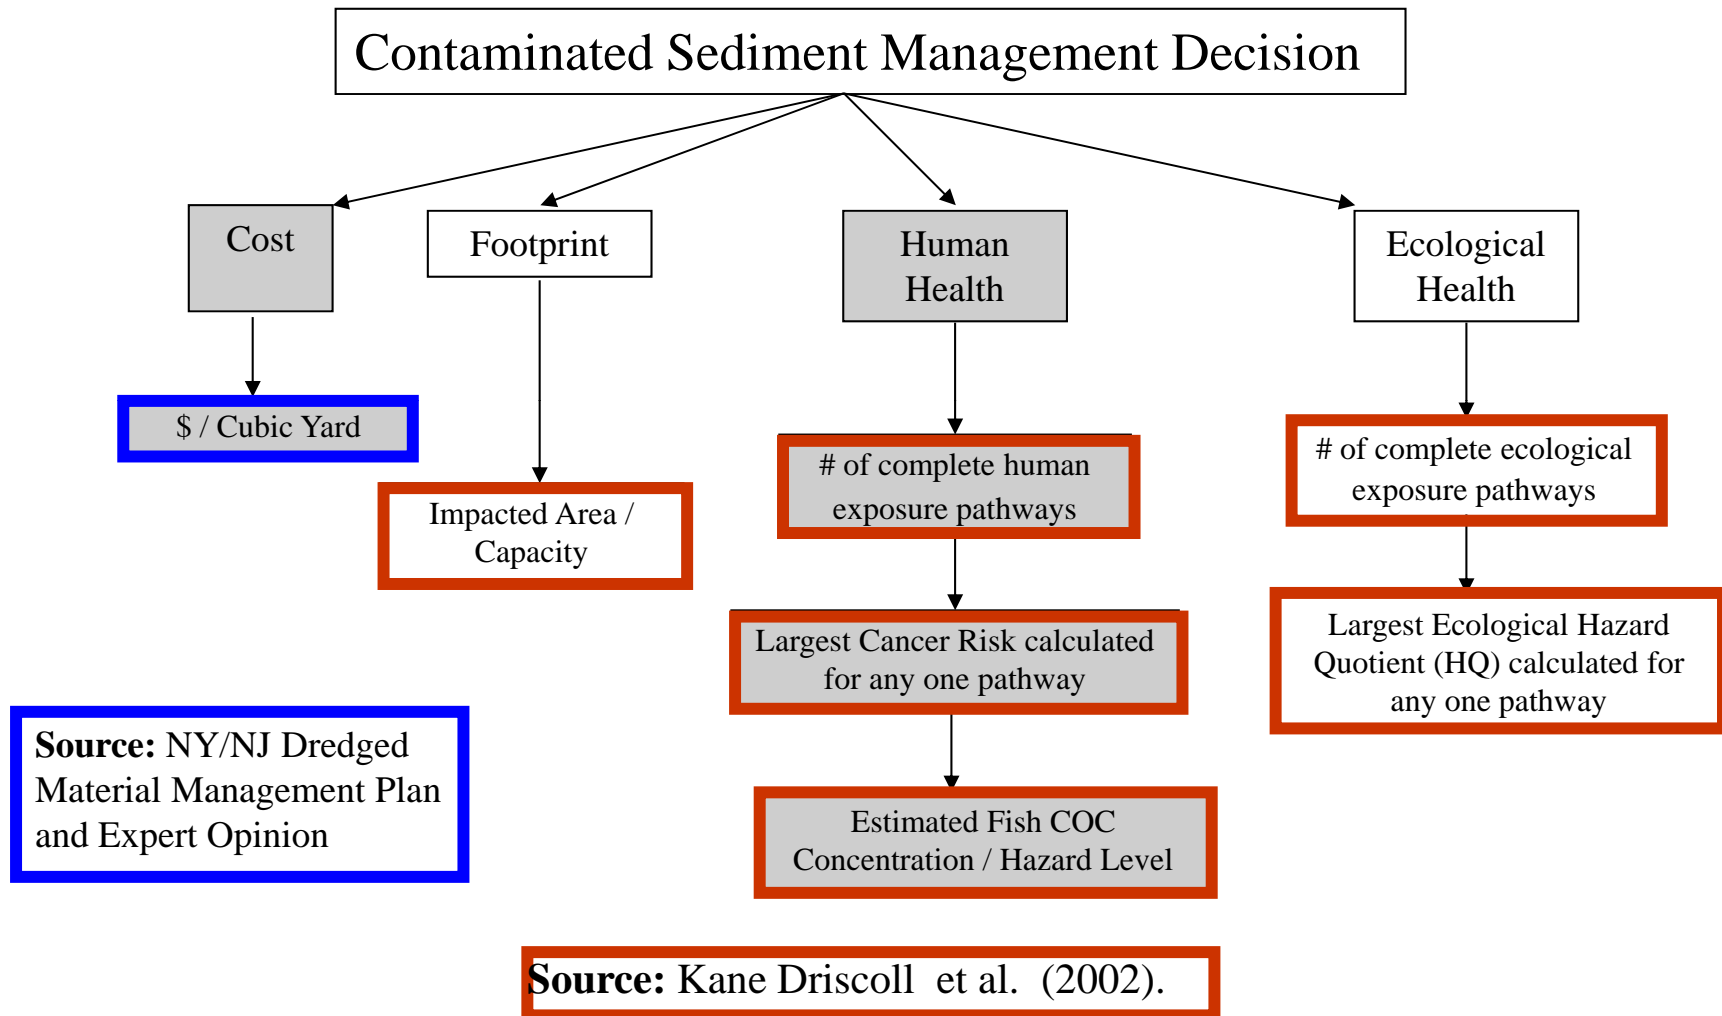 Contaminated Sediment Management Decision
Cost
Footprint
Human
Health
Ecological
Health
$ / Cubic Yard
Impacted Area /
Capacity
# of complete human
exposure pathways
# of complete ecological
exposure pathways
Largest Cancer Risk calculated
for any one pathway
Largest Ecological Hazard
Quotient (HQ) calculated for
any one pathway
Estimated Fish COC
Concentration / Hazard Level
Source: NY/NJ Dredged
Material Management Plan
and Expert Opinion
Source: Kane Driscoll et al. (2002).